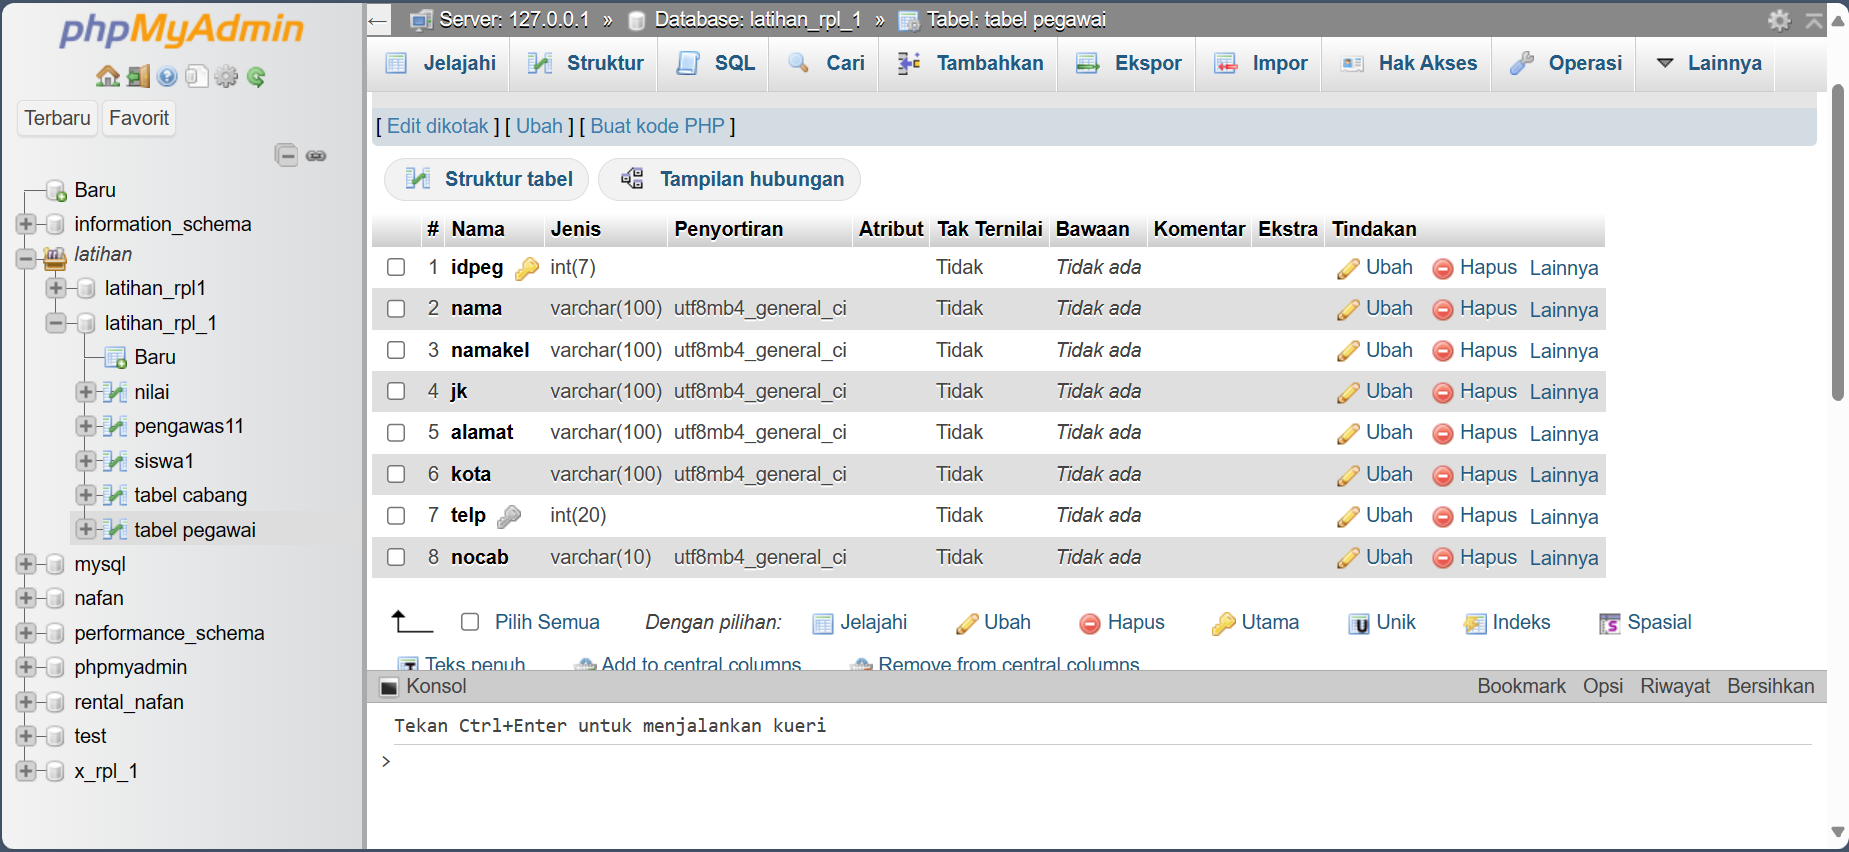 phpMyAdmin
Terbaru Favorit
Baru
information_schema
latihan
latihan_rpl1
latihan_rpl_1
Baru
nilai
pengawas11
siswa1
tabel cabang
tabel pegawai
mysql
nafan
performance_schema
phpmyadmin
rental_nafan
test
x_rpl_1
Server: 127.0.0.1 » Database: latihan_rpl_1 » Tabel: tabel pegawai
Jelajahi Struktur SQL Cari Tambahkan Ekspor Impor Hak Akses Operasi Lainnya
[ Edit dikotak ] [ Ubah ] [ Buat kode PHP ]
Struktur tabel Tampilan hubungan
# Nama Jenis Penyortiran Atribut Tak Ternilai Bawaan Komentar Ekstra Tindakan
1 idpeg int(7) Tidak Tidak ada Ubah Hapus Lainnya
2 nama varchar(100) utf8mb4_general_ci Tidak Tidak ada Ubah Hapus Lainnya
3 namakel varchar(100) utf8mb4_general_ci Tidak Tidak ada Ubah Hapus Lainnya
4 jk varchar(100) utf8mb4_general_ci Tidak Tidak ada Ubah Hapus Lainnya
5 alamat varchar(100) utf8mb4_general_ci Tidak Tidak ada Ubah Hapus Lainnya
6 kota varchar(100) utf8mb4_general_ci Tidak Tidak ada Ubah Hapus Lainnya
7 telp int(20) Tidak Tidak ada Ubah Hapus Lainnya
8 nocab varchar(10) utf8mb4_general_ci Tidak Tidak ada Ubah Hapus Lainnya
Pilih Semua Dengan pilihan: Jelajahi Ubah Hapus Utama Unik Indeks Spasial
Teks penuh Add to central columns Remove from central columns
Konsol Bookmark Opsi Riwayat Bersihkan
Tekan Ctrl+Enter untuk menjalankan kueri
>